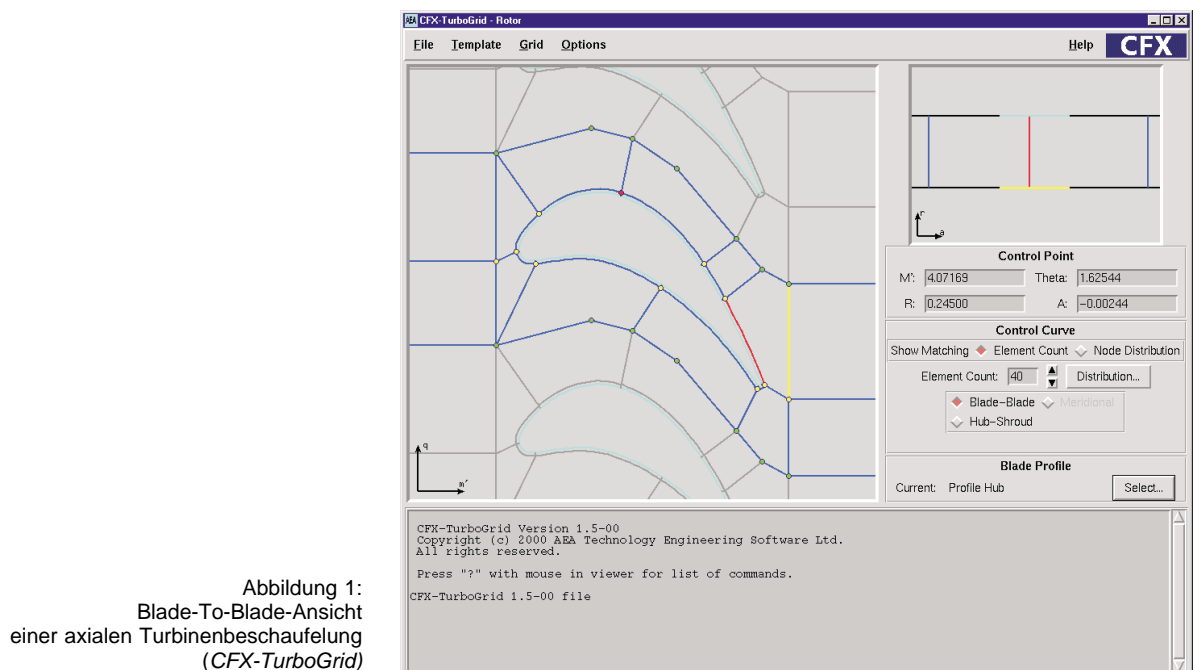 CFX-TurboGrid - Rotor
File Template Grid Options Help CFX
q
m'
r
a
Control Point
M': 4.07169 Theta: 1.62544
R: 0.24500 A: -0.00244
Control Curve
Show Matching Element Count Node Distribution
Element Count: 40 Distribution...
Blade-Blade Meridional
Hub-Shroud
Blade Profile
Current: Profile Hub Select...
CFX-TurboGrid Version 1.5-00
Copyright (c) 2000 AEA Technology Engineering Software Ltd.
All rights reserved.
Press "?" with mouse in viewer for list of commands.
CFX-TurboGrid 1.5-00 file
Abbildung 1:
Blade-To-Blade-Ansicht
einer axialen Turbinenbeschaufelung
(CFX-TurboGrid)